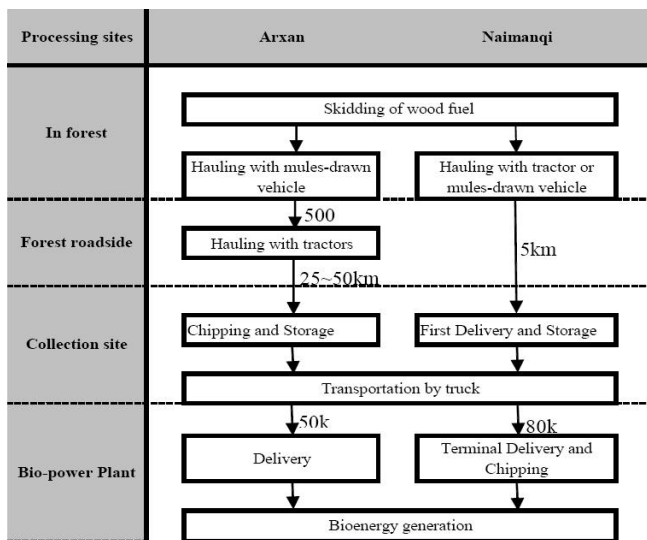 Processing sites Arxan Naimanqi
In forest
Skidding of wood fuel
Hauling with mules-drawn
vehicle
Hauling with tractor or
mules-drawn vehicle
Forest roadside
500
Hauling with tractors
5km
25~50km
Collection site
Chipping and Storage
First Delivery and Storage
Transportation by truck
Bio-power Plant
50k
80k
Delivery
Terminal Delivery and
Chipping
Bioenergy generation